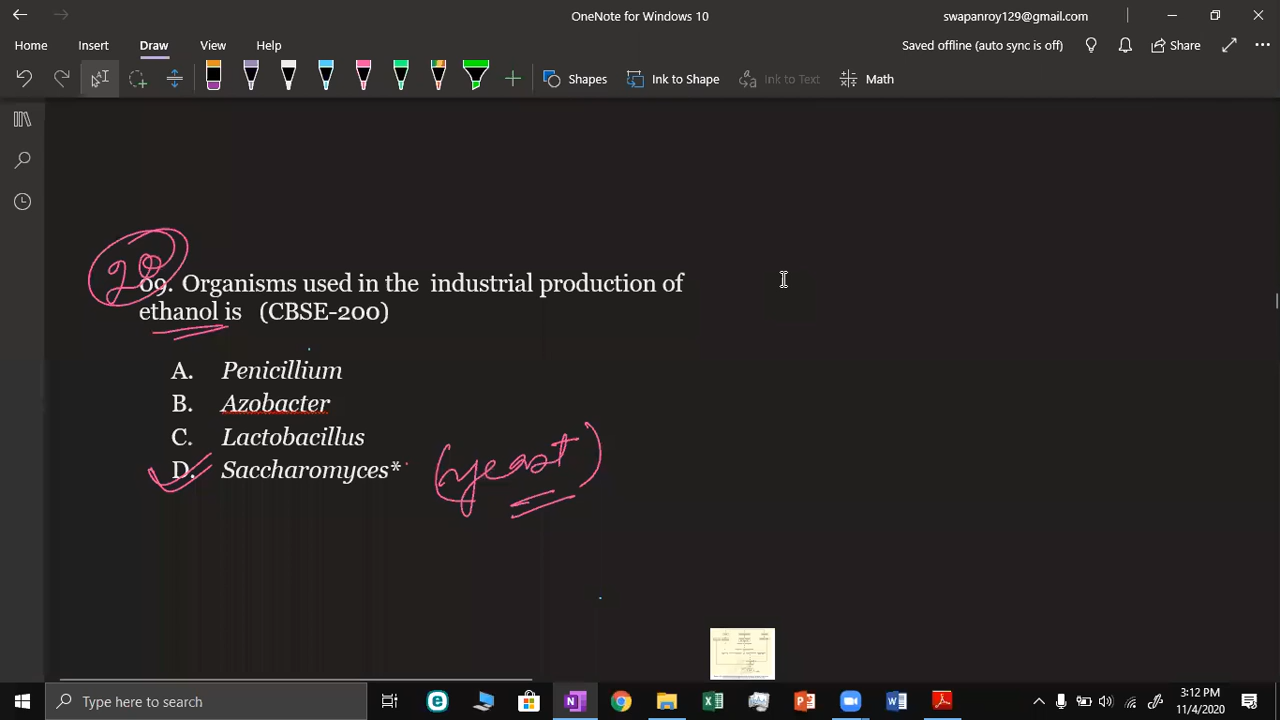 OneNote for Windows 10
swapanroy129@gmail.com
Home Insert Draw View Help
Saved offline (auto sync is off) Share
Shapes Ink to Shape Ink to Text Math
20
09. Organisms used in the industrial production of
ethanol is (CBSE-200)
A. Penicillium
B. Azobacter
C. Lactobacillus
D. Saccharomyces* (yeast)
Type here to search
3:12 PM
11/4/2020